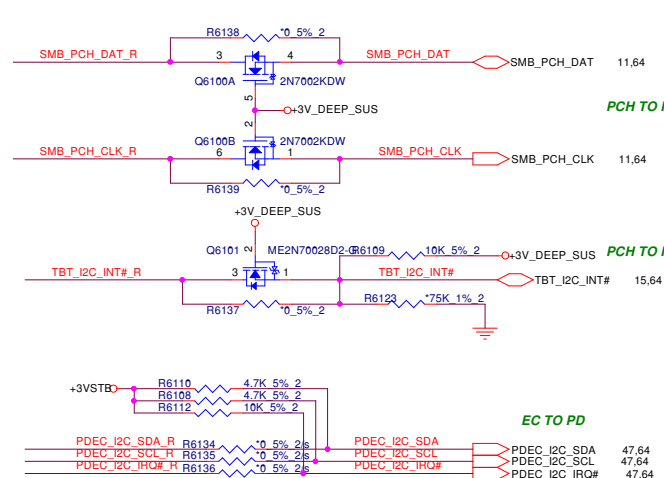 R6138 *0_5%_2
SMB_PCH_DAT_R 3 4 SMB_PCH_DAT SMB_PCH_DAT 11,64
Q6100A 2N7002KDW
5
+3V_DEEP_SUS PCH TO
2
Q6100B 2N7002KDW
SMB_PCH_CLK_R 6 1 SMB_PCH_CLK SMB_PCH_CLK 11,64
R6139 *0_5%_2
+3V_DEEP_SUS
Q6101 2 R6109 10K_5%_2 +3V_DEEP_SUS PCH TO
TBT_I2C_INT#_R 3 1 TBT_I2C_INT# TBT_I2C_INT# 15,64
R6137 *0_5%_2 R6123 *75K_1%_2
+3VSTB R6110 4.7K_5%_2
R6108 4.7K_5%_2
R6112 10K_5%_2
EC TO PD
PDEC_I2C_SDA_R R6134 *0_5%_2/s PDEC_I2C_SDA PDEC_I2C_SDA 47,64
PDEC_I2C_SCL_R R6135 *0_5%_2/s PDEC_I2C_SCL PDEC_I2C_SCL 47,64
PDEC_I2C_IRQ#_R R6136 *0_5%_2/s PDEC_I2C_IRQ# PDEC_I2C_IRQ# 47,64